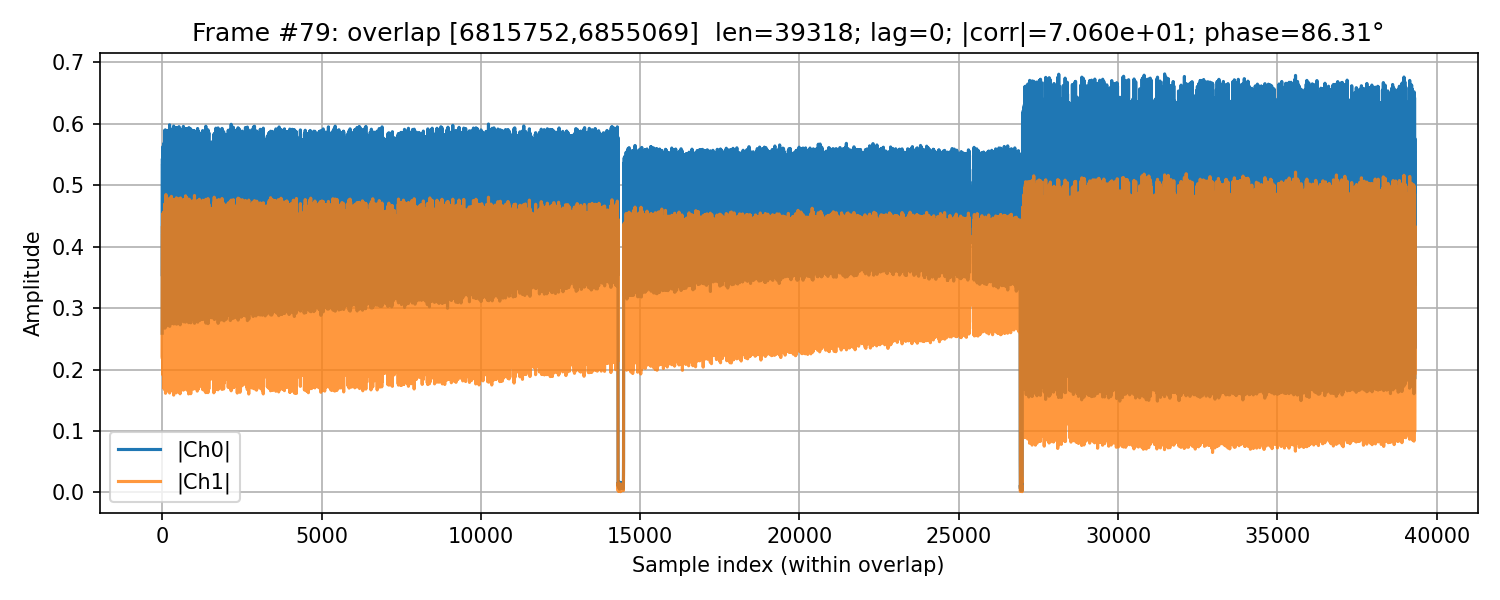 Frame #79: overlap [6815752,6855069]  len=39318; lag=0; |corr|=7.060e+01; phase=86.31°
0.7
0.6
0.5
0.4
0.3
0.2
0.1
0.0
Amplitude
|Ch0|
|Ch1|
0 5000 10000 15000 20000 25000 30000 35000 40000
Sample index (within overlap)